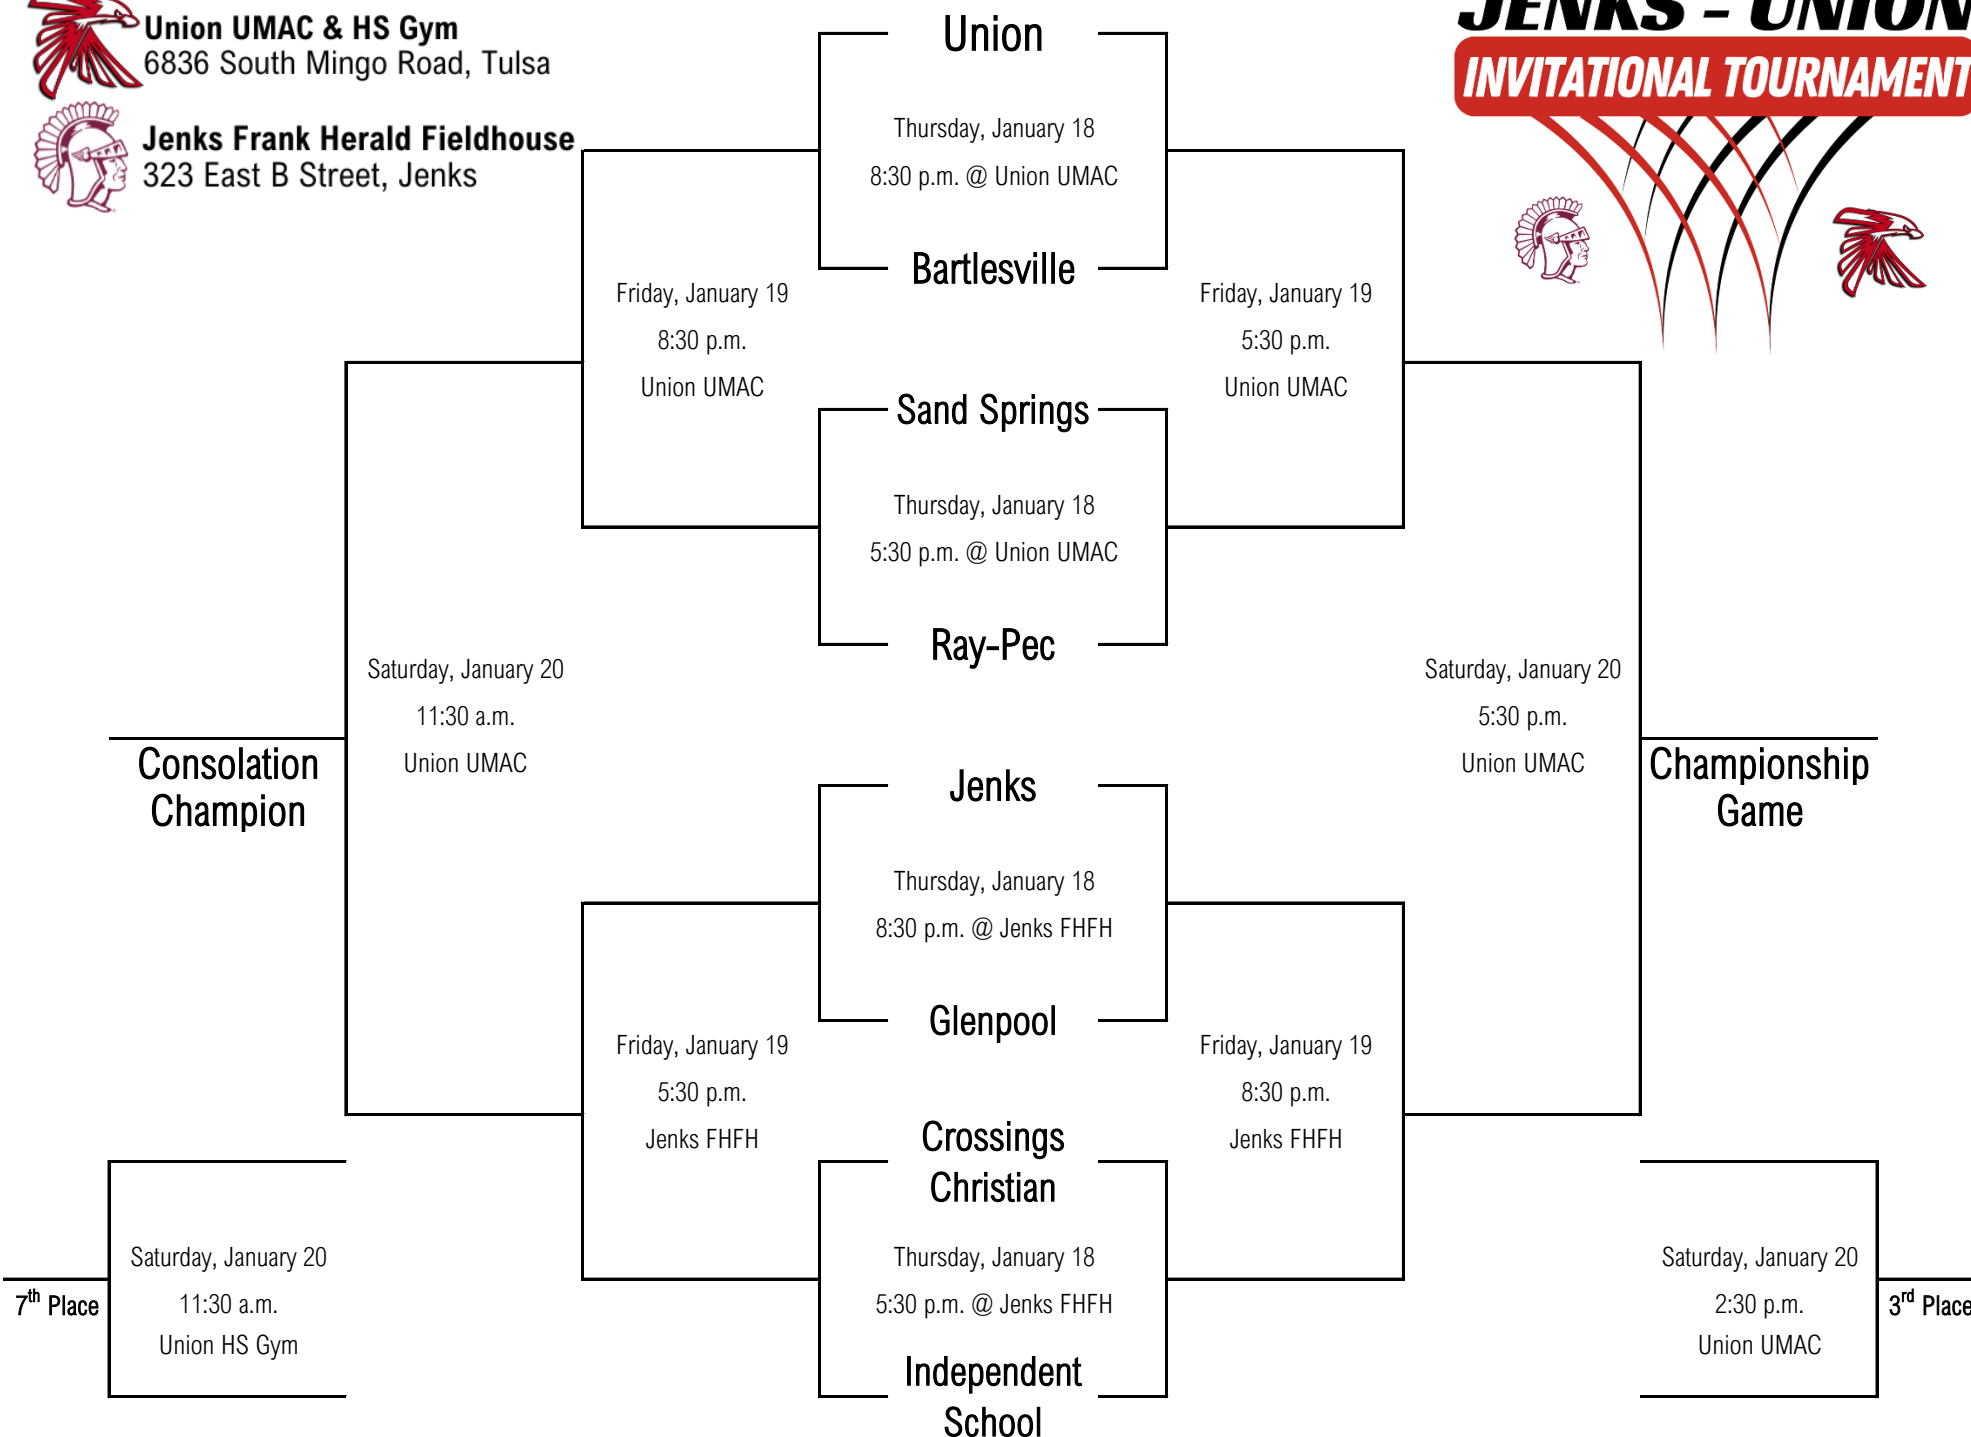 Union UMAC & HS Gym
6836 South Mingo Road, Tulsa
Jenks Frank Herald Fieldhouse
323 East B Street, Jenks
JENKS - UNION
INVITATIONAL TOURNAMENT
Union
Thursday, January 18
8:30 p.m. @ Union UMAC
Bartlesville
Friday, January 19
8:30 p.m.
Union UMAC
Friday, January 19
5:30 p.m.
Union UMAC
Sand Springs
Thursday, January 18
5:30 p.m. @ Union UMAC
Ray-Pec
Saturday, January 20
11:30 a.m.
Union UMAC
Saturday, January 20
5:30 p.m.
Union UMAC
Consolation
Champion
Championship
Game
Jenks
Thursday, January 18
8:30 p.m. @ Jenks FHFH
Glenpool
Friday, January 19
5:30 p.m.
Jenks FHFH
Friday, January 19
8:30 p.m.
Jenks FHFH
Crossings
Christian
Thursday, January 18
5:30 p.m. @ Jenks FHFH
Independent
School
Saturday, January 20
11:30 a.m.
Union HS Gym
7th Place
Saturday, January 20
2:30 p.m.
Union UMAC
3rd Place